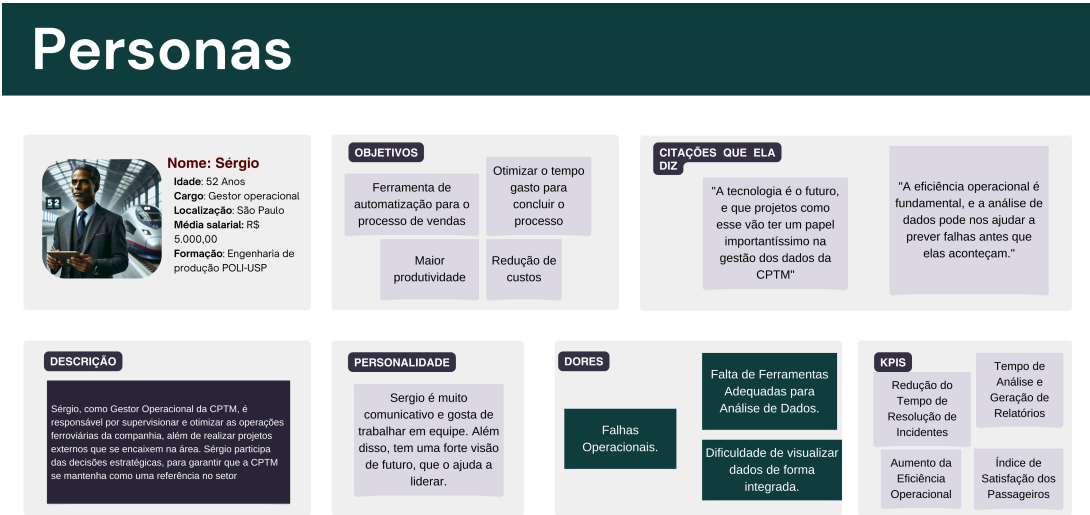 Personas
Nome: Sérgio
Idade: 52 Anos
Cargo: Gestor operacional
Localização: São Paulo
Média salarial: R$
5.000,00
Formação: Engenharia de
produção POLI-USP
52
OBJETIVOS
Ferramenta de
automatização para o
processo de vendas
Otimizar o tempo
gasto para
concluir o
processo
Maior
produtividade
Redução de
custos
CITAÇÕES QUE ELA
DIZ
"A tecnologia é o futuro,
e que projetos como
esse vão ter um papel
importantíssimo na
gestão dos dados da
CPTM"
"A eficiência operacional é
fundamental, e a análise de
dados pode nos ajudar a
prever falhas antes que
elas aconteçam."
DESCRIÇÃO
Sérgio, como Gestor Operacional da CPTM, é
responsável por supervisionar e otimizar as operações
ferroviárias da companhia, além de realizar projetos
externos que se encaixem na área. Sérgio participa
das decisões estratégicas, para garantir que a CPTM
se mantenha como uma referência no setor
PERSONALIDADE
Sergio é muito
comunicativo e gosta de
trabalhar em equipe. Além
disso, tem uma forte visão
de futuro, que o ajuda a
liderar.
DORES
Falhas
Operacionais.
Falta de Ferramentas
Adequadas para
Análise de Dados.
Dificuldade de visualizar
dados de forma
integrada.
KPIS
Redução do
Tempo de
Resolução de
Incidentes
Tempo de
Análise e
Geração de
Relatórios
Aumento da
Eficiência
Operacional
Índice de
Satisfação dos
Passageiros